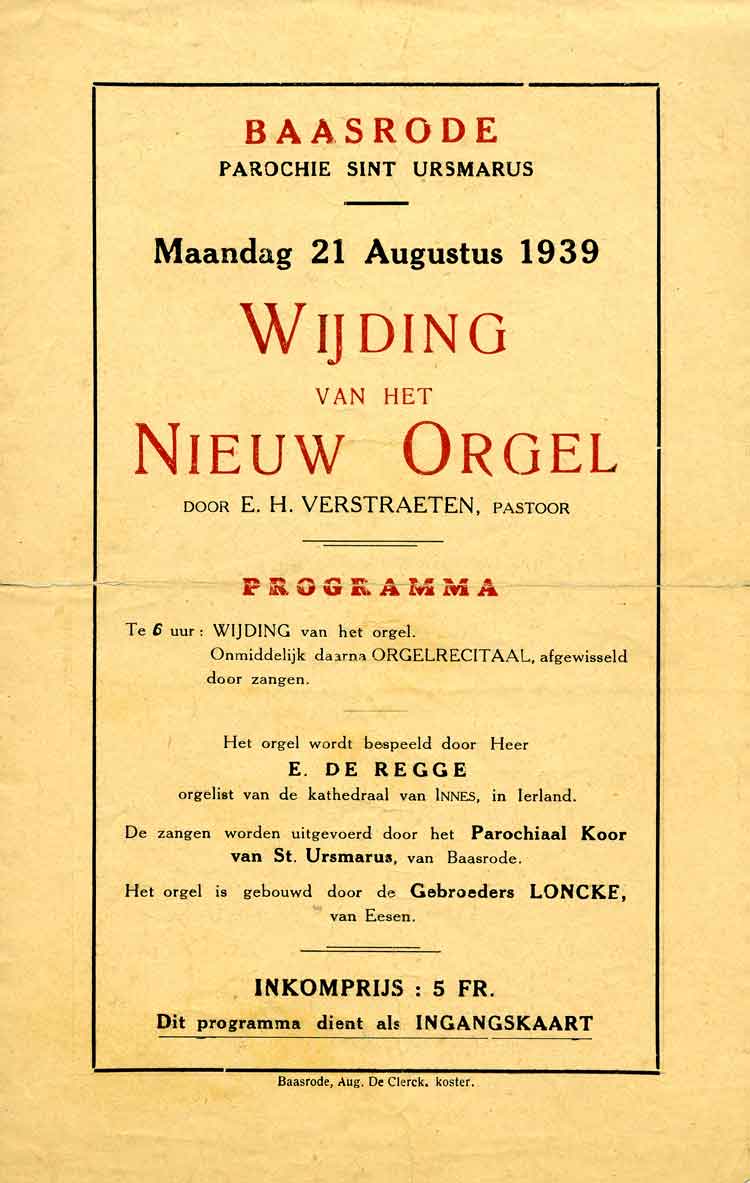 BAASRODE
PAROCHIE SINT URSMARUS
Maandag 21 Augustus 1939
WIJDING
VAN HET
NIEUW ORGEL
DOOR E. H. VERSTRAETEN, PASTOOR
PROGRAMMA
Te 6 uur : WIJDING van het orgel.
Onmiddelijk daarna ORGELRECITAAL, afgewisseld
door zangen.
Het orgel wordt bespeeld door Heer
E. DE REGGE
orgelist van de kathedraal van INNES, in Ierland.
De zangen worden uitgevoerd door het Parochiaal Koor
van St. Ursmarus, van Baasrode.
Het orgel is gebouwd door de Gebroeders LONCKE,
van Eesen.
INKOMPRIJS : 5 FR.
Dit programma dient als INGANGSKAART
Baasrode, Aug. De Clerck. koster.